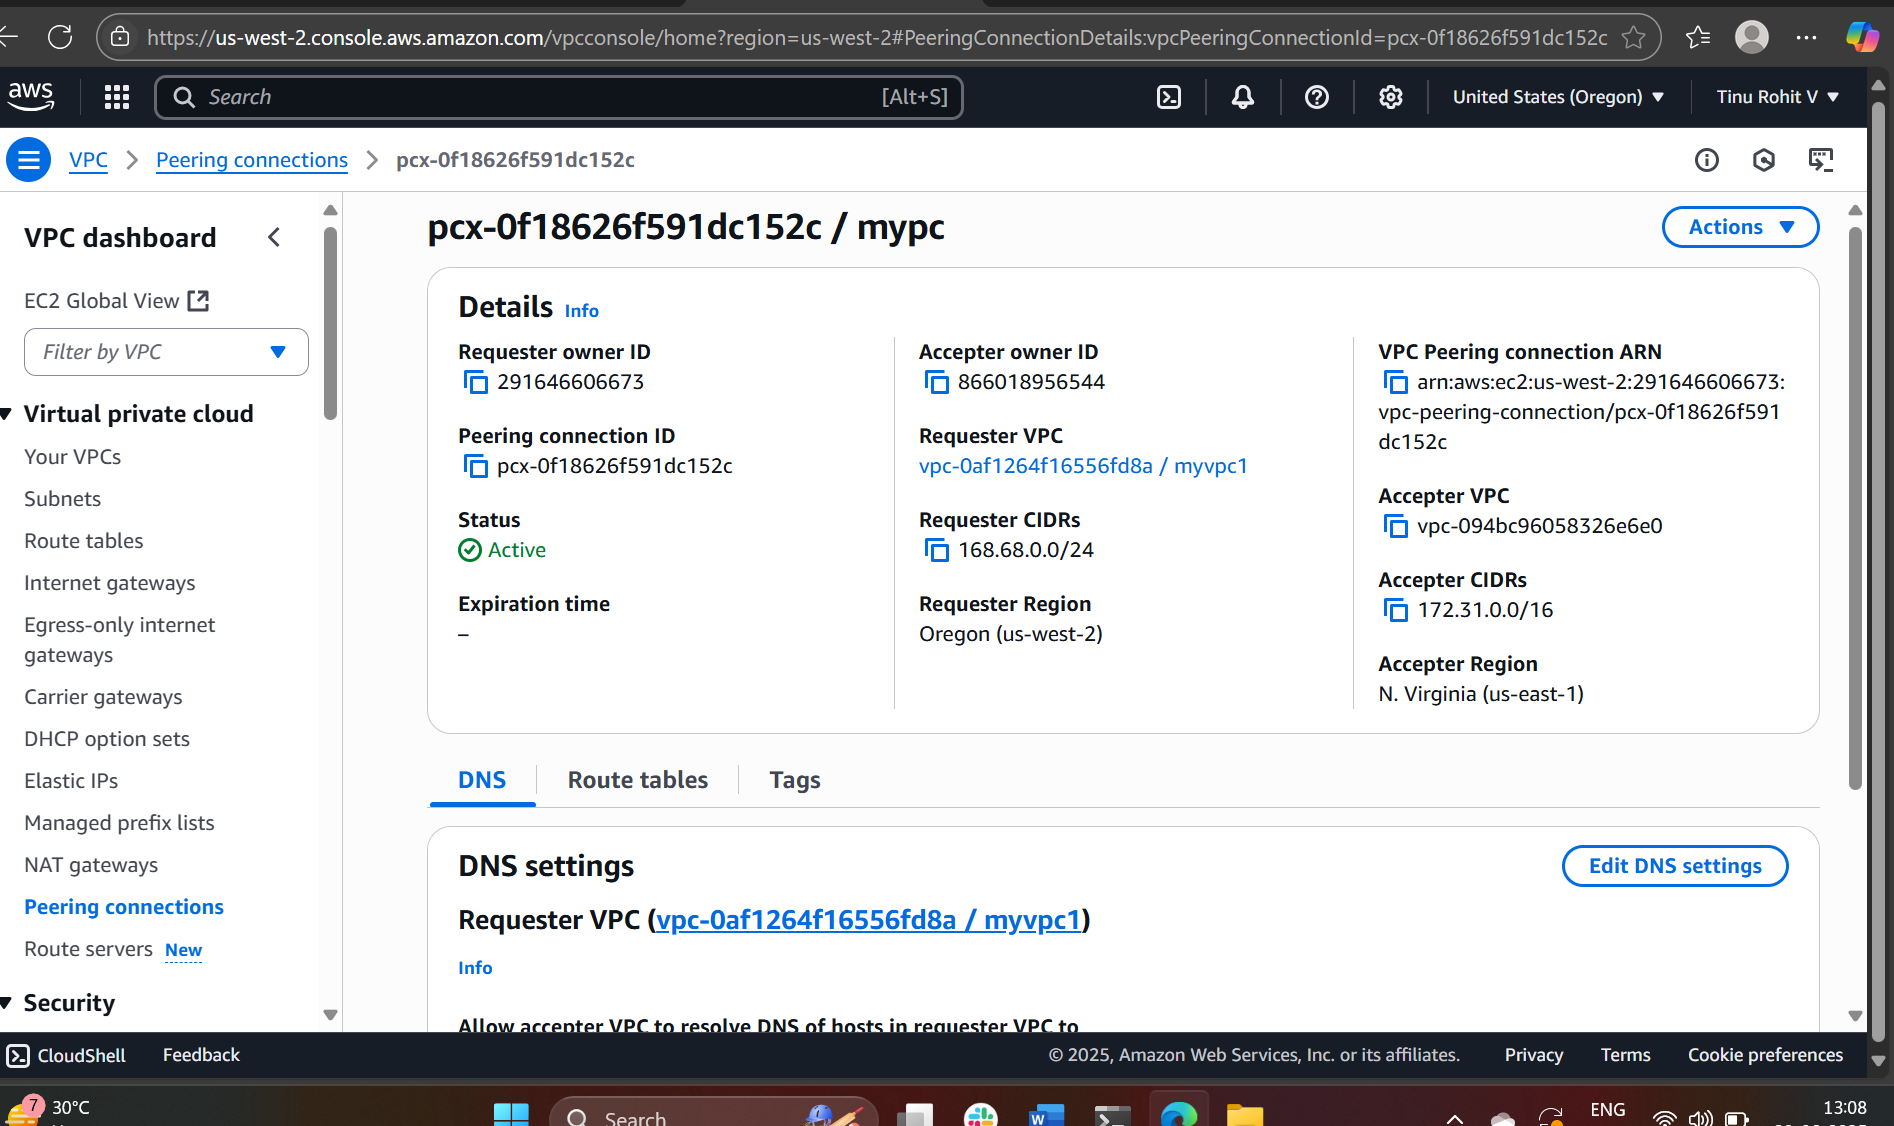 https://us-west-2.console.aws.amazon.com/vpcconsole/home?region=us-west-2#PeeringConnectionDetails:vpcPeeringConnectionId=pcx-0f18626f591dc152c
aws
Search [Alt+S]
United States (Oregon)
Tinu Rohit V
VPC
Peering connections
pcx-0f18626f591dc152c
VPC dashboard
EC2 Global View
Filter by VPC
Virtual private cloud
Your VPCs
Subnets
Route tables
Internet gateways
Egress-only internet
gateways
Carrier gateways
DHCP option sets
Elastic IPs
Managed prefix lists
NAT gateways
Peering connections
Route servers New
Security
pcx-0f18626f591dc152c / mypc
Actions
Details Info
Requester owner ID
291646606673
Peering connection ID
pcx-0f18626f591dc152c
Status
Active
Expiration time
–
Accepter owner ID
866018956544
Requester VPC
vpc-0af1264f16556fd8a / myvpc1
Requester CIDRs
168.68.0.0/24
Requester Region
Oregon (us-west-2)
VPC Peering connection ARN
arn:aws:ec2:us-west-2:291646606673:
vpc-peering-connection/pcx-0f18626f591
dc152c
Accepter VPC
vpc-094bc96058326e6e0
Accepter CIDRs
172.31.0.0/16
Accepter Region
N. Virginia (us-east-1)
DNS
Route tables
Tags
DNS settings
Edit DNS settings
Requester VPC (vpc-0af1264f16556fd8a / myvpc1)
Info
Allow accepter VPC to resolve DNS of hosts in requester VPC to
CloudShell
Feedback
© 2025, Amazon Web Services, Inc. or its affiliates.
Privacy
Terms
Cookie preferences
7
30°C
Search
ENG
13:08